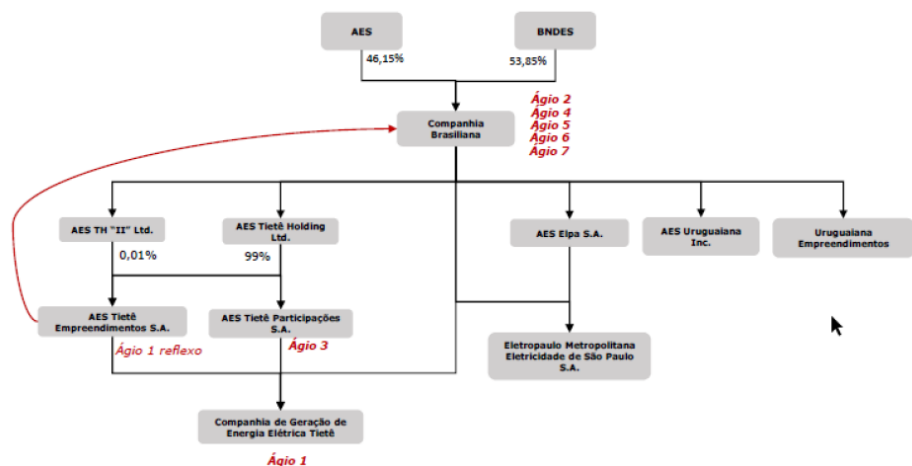 AES
BNDES
46,15%
53,85%
Companhia
Brasiliana
Ágio 2
Ágio 4
Ágio 5
Ágio 6
Ágio 7
AES TH "II" Ltd.
AES Tietê Holding
Ltd.
AES Elpa S.A.
AES Uruguaiana
Inc.
Uruguaiana
Empreendimentos
0,01%
99%
AES Tietê
Empreendimentos S.A.
AES Tietê Participações
S.A.
Ágio 1 reflexo
Ágio 3
Eletropaulo Metropolitana
Eletricidade de São Paulo
S.A.
Companhia de Geração de
Energia Elétrica Tietê
Ágio 1